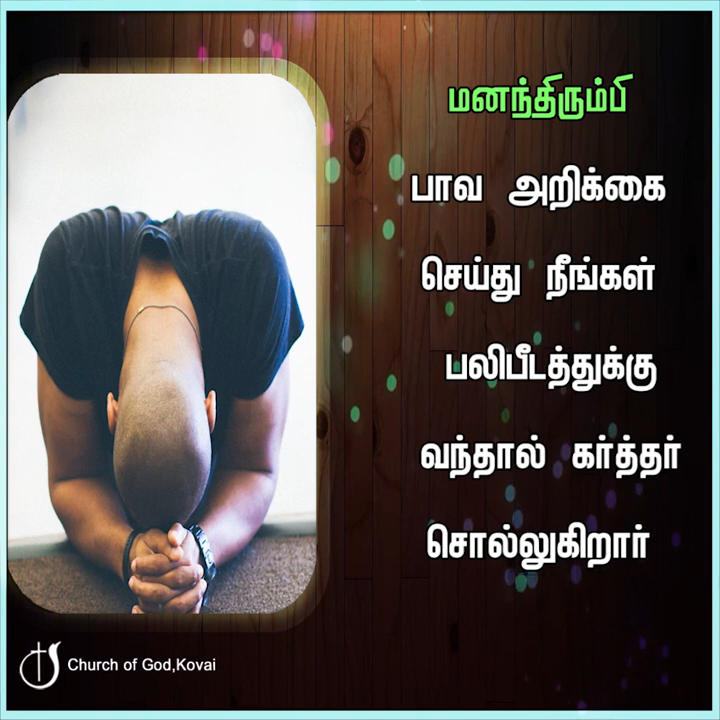 மனந்திரும்பி
பாவ அறிக்கை
செய்து நீங்கள்
பலிபீடத்துக்கு
வந்தால் கர்த்தர்
சொல்லுகிறார்
Church of God,Kovai